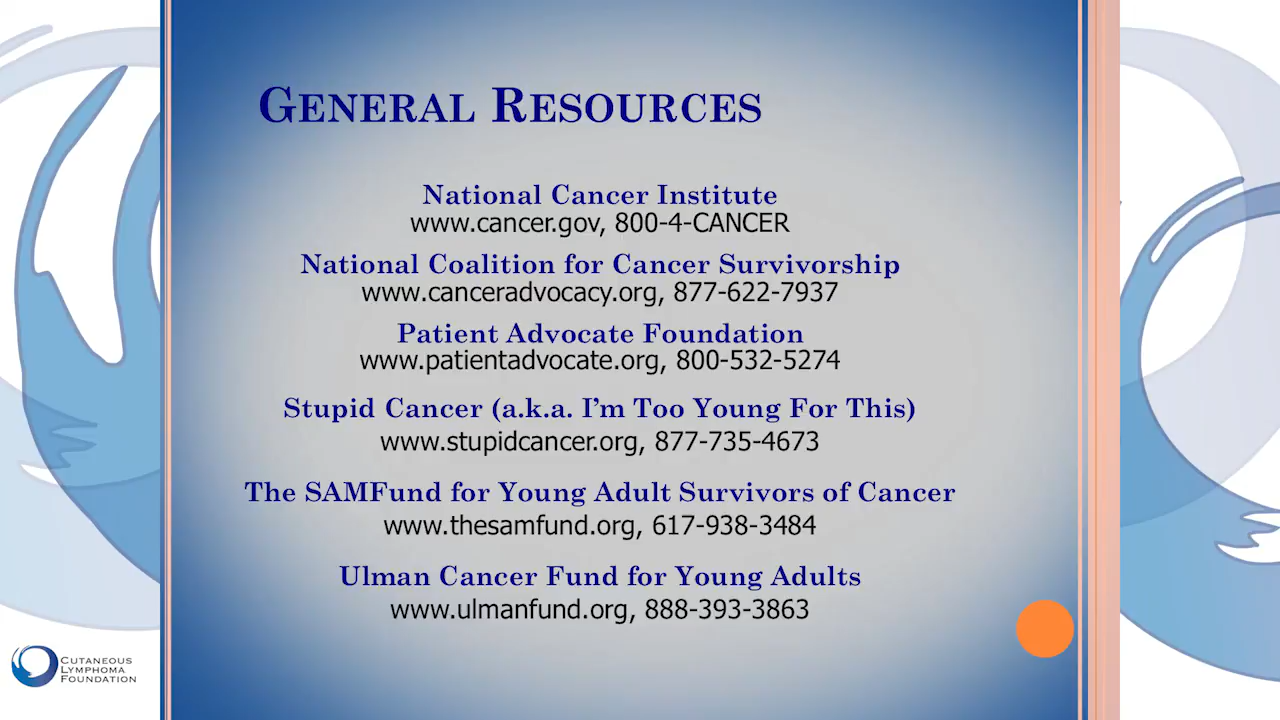 GENERAL RESOURCES
National Cancer Institute
www.cancer.gov, 800-4-CANCER
National Coalition for Cancer Survivorship
www.canceradvocacy.org, 877-622-7937
Patient Advocate Foundation
www.patientadvocate.org, 800-532-5274
Stupid Cancer (a.k.a. I'm Too Young For This)
www.stupidcancer.org, 877-735-4673
The SAMFund for Young Adult Survivors of Cancer
www.thesamfund.org, 617-938-3484
Ulman Cancer Fund for Young Adults
www.ulmanfund.org, 888-393-3863
CUTANEOUS
LYMPHOMA
FOUNDATION